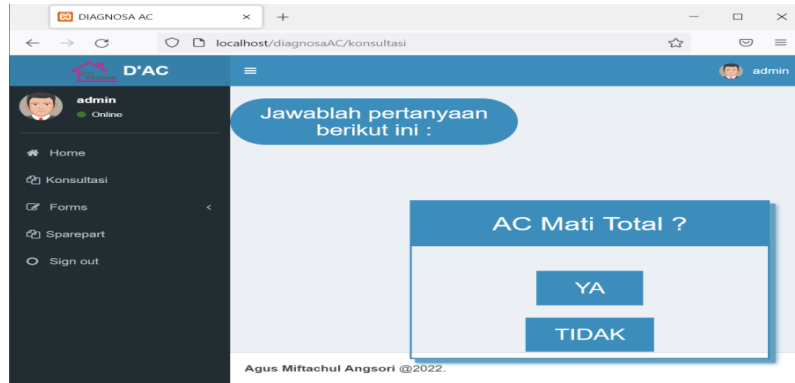 DIAGNOSA AC
localhost/diagnosaAC/konsultasi
D'AC
admin
admin
Online
Jawablah pertanyaan
berikut ini :
Home
Konsultasi
Forms
Sparepart
Sign out
AC Mati Total ?
YA
TIDAK
Agus Miftachul Angsori @2022.